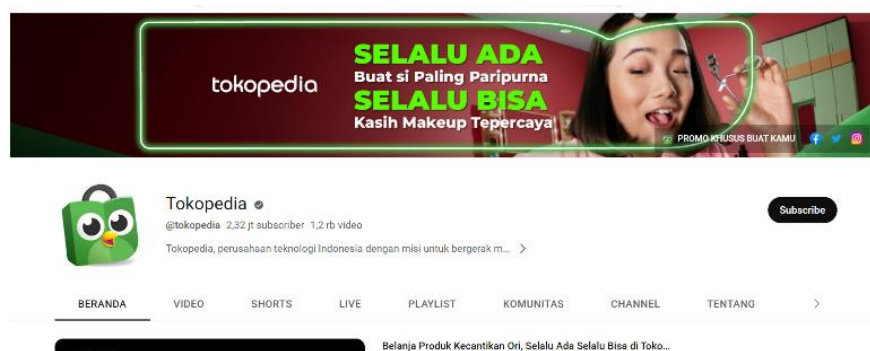 tokopedia
SELALU ADA
Buat si Paling Paripurna
SELALU BISA
Kasih Makeup Tepercaya
PROMO KHUSUS BUAT KAMU
Tokopedia
@tokopedia 2,32 jt subscriber 1,2 rb video
Subscribe
Tokopedia, perusahaan teknologi Indonesia dengan misi untuk bergerak m... >
BERANDA VIDEO SHORTS LIVE PLAYLIST KOMUNITAS CHANNEL TENTANG >
Belanja Produk Kecantikan Ori, Selalu Ada Selalu Bisa di Toko...